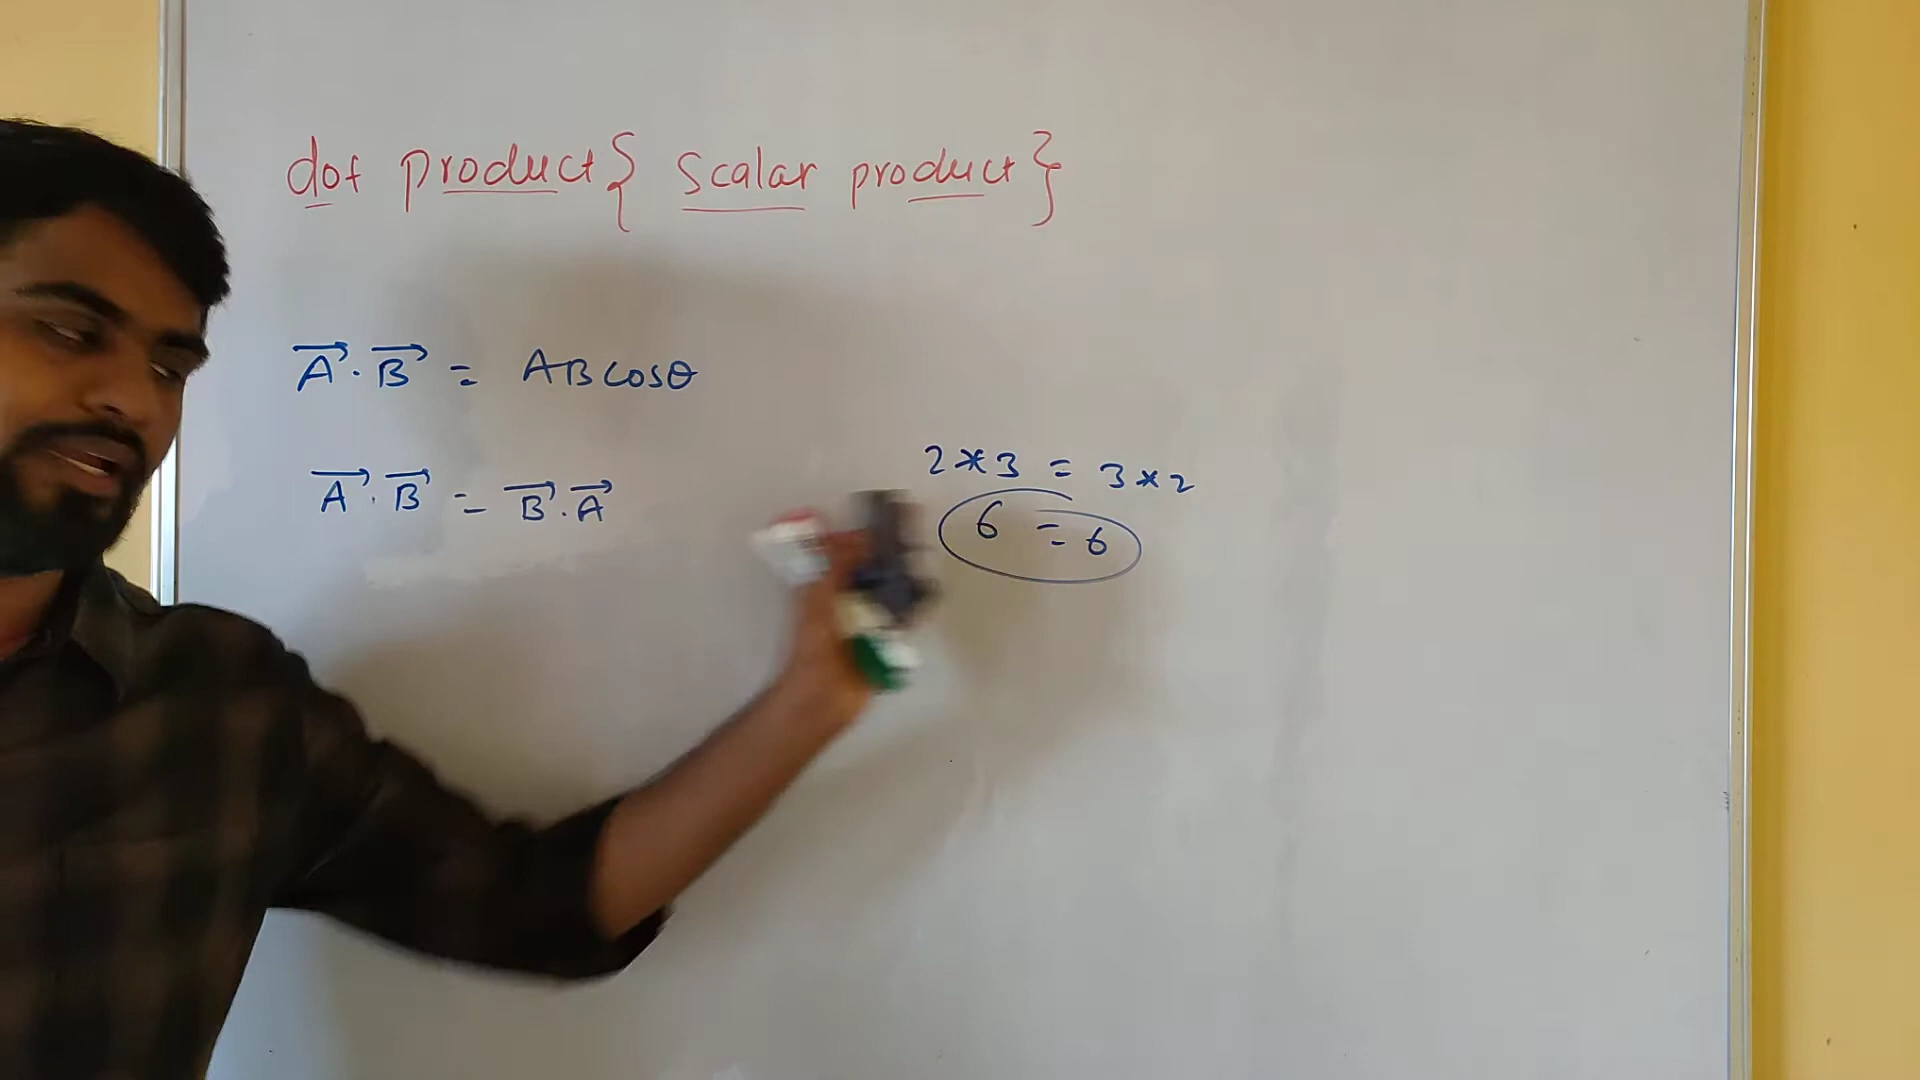 dot product { scalar product }
A⃗ . B⃗ = AB cosθ
A⃗ . B⃗ = B⃗ . A⃗
2 * 3 = 3 * 2
6 = 6